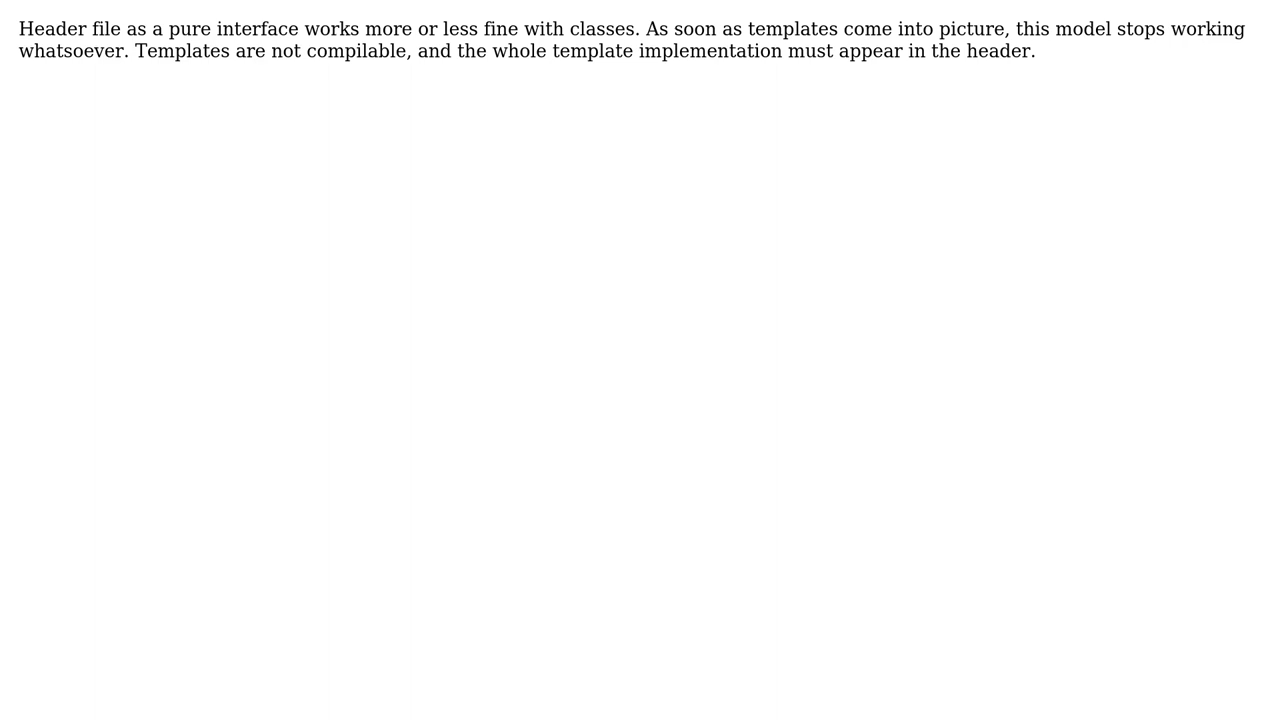 Header file as a pure interface works more or less fine with classes. As soon as templates come into picture, this model stops working
whatsoever. Templates are not compilable, and the whole template implementation must appear in the header.